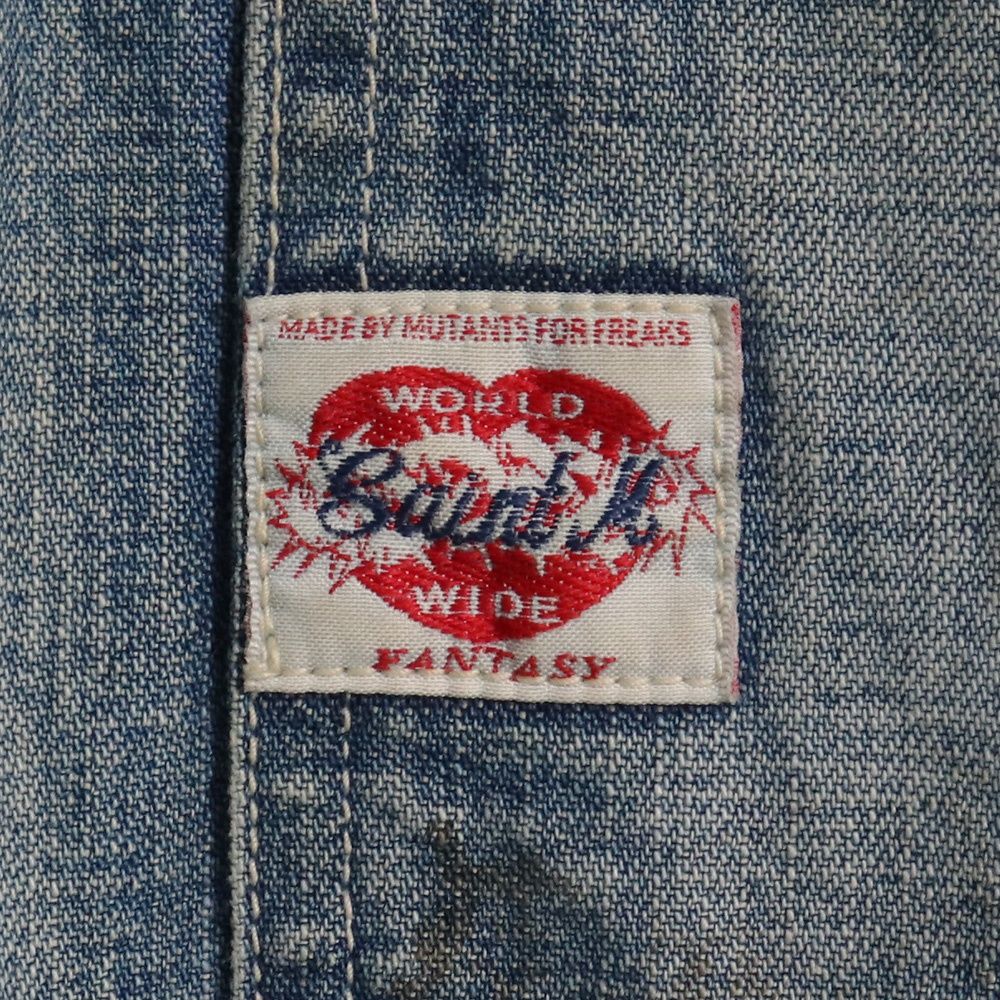 MADE BY MUTANTS FOR FREAKS
WORLD
"Saint M."
WIDE
FANTASY